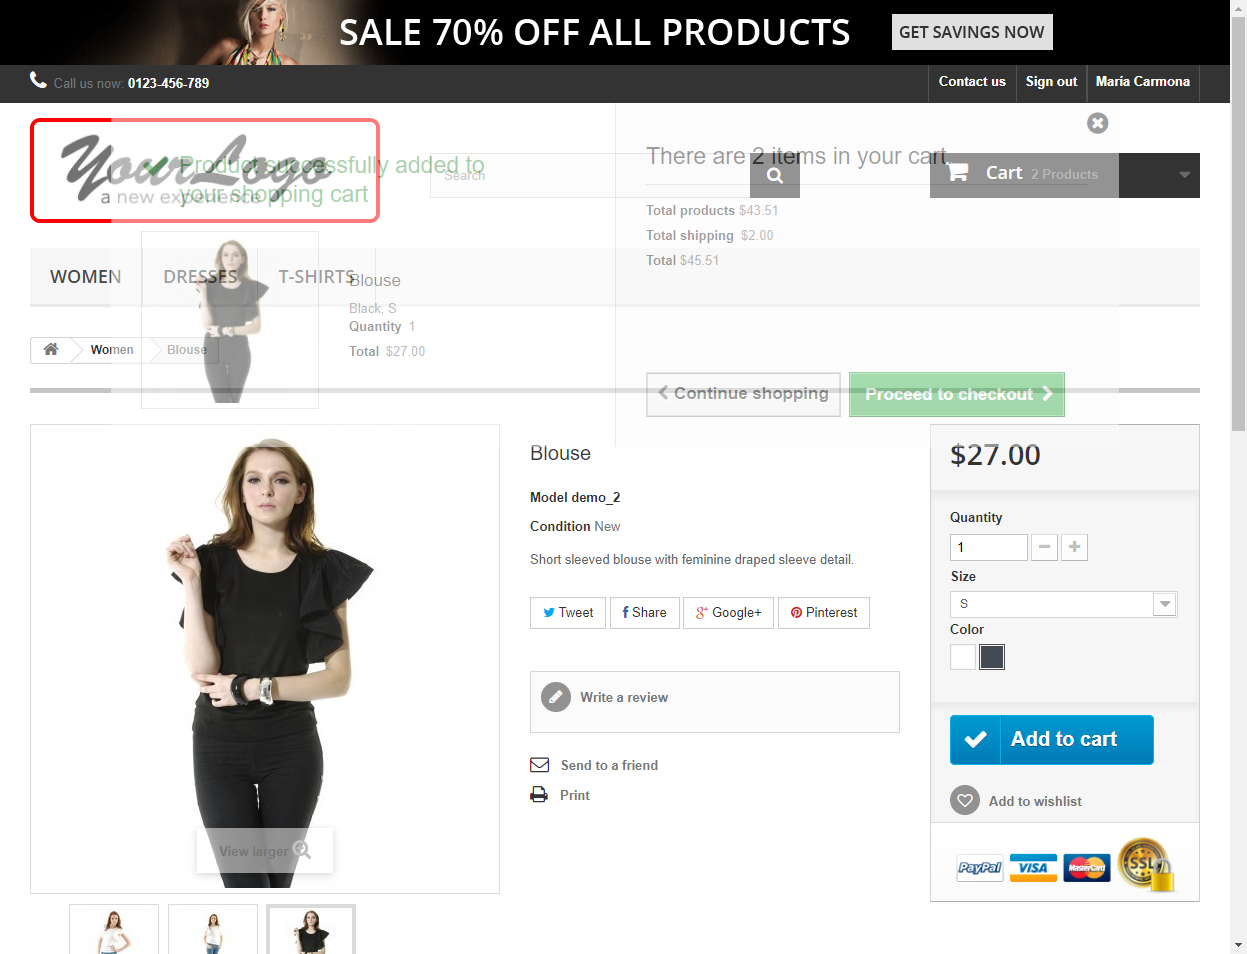 SALE 70% OFF ALL PRODUCTS
GET SAVINGS NOW
Call us now: 0123-456-789
Contact us
Sign out
María Carmona
YourLogo
a new experience
Product successfully added to
your shopping cart
Search
There are 2 items in your cart.
Cart 2 Products
Total products $43.51
Total shipping $2.00
Total $45.51
WOMEN
DRESSES
T-SHIRTS
Blouse
Black, S
Quantity 1
Total $27.00
Women
Blouse
Continue shopping
Proceed to checkout
Blouse
Model demo_2
Condition New
Short sleeved blouse with feminine draped sleeve detail.
Tweet
Share
Google+
Pinterest
Write a review
Send to a friend
Print
View larger
$27.00
Quantity
1
Size
S
Color
Add to cart
Add to wishlist
PayPal
VISA
MasterCard
SSL